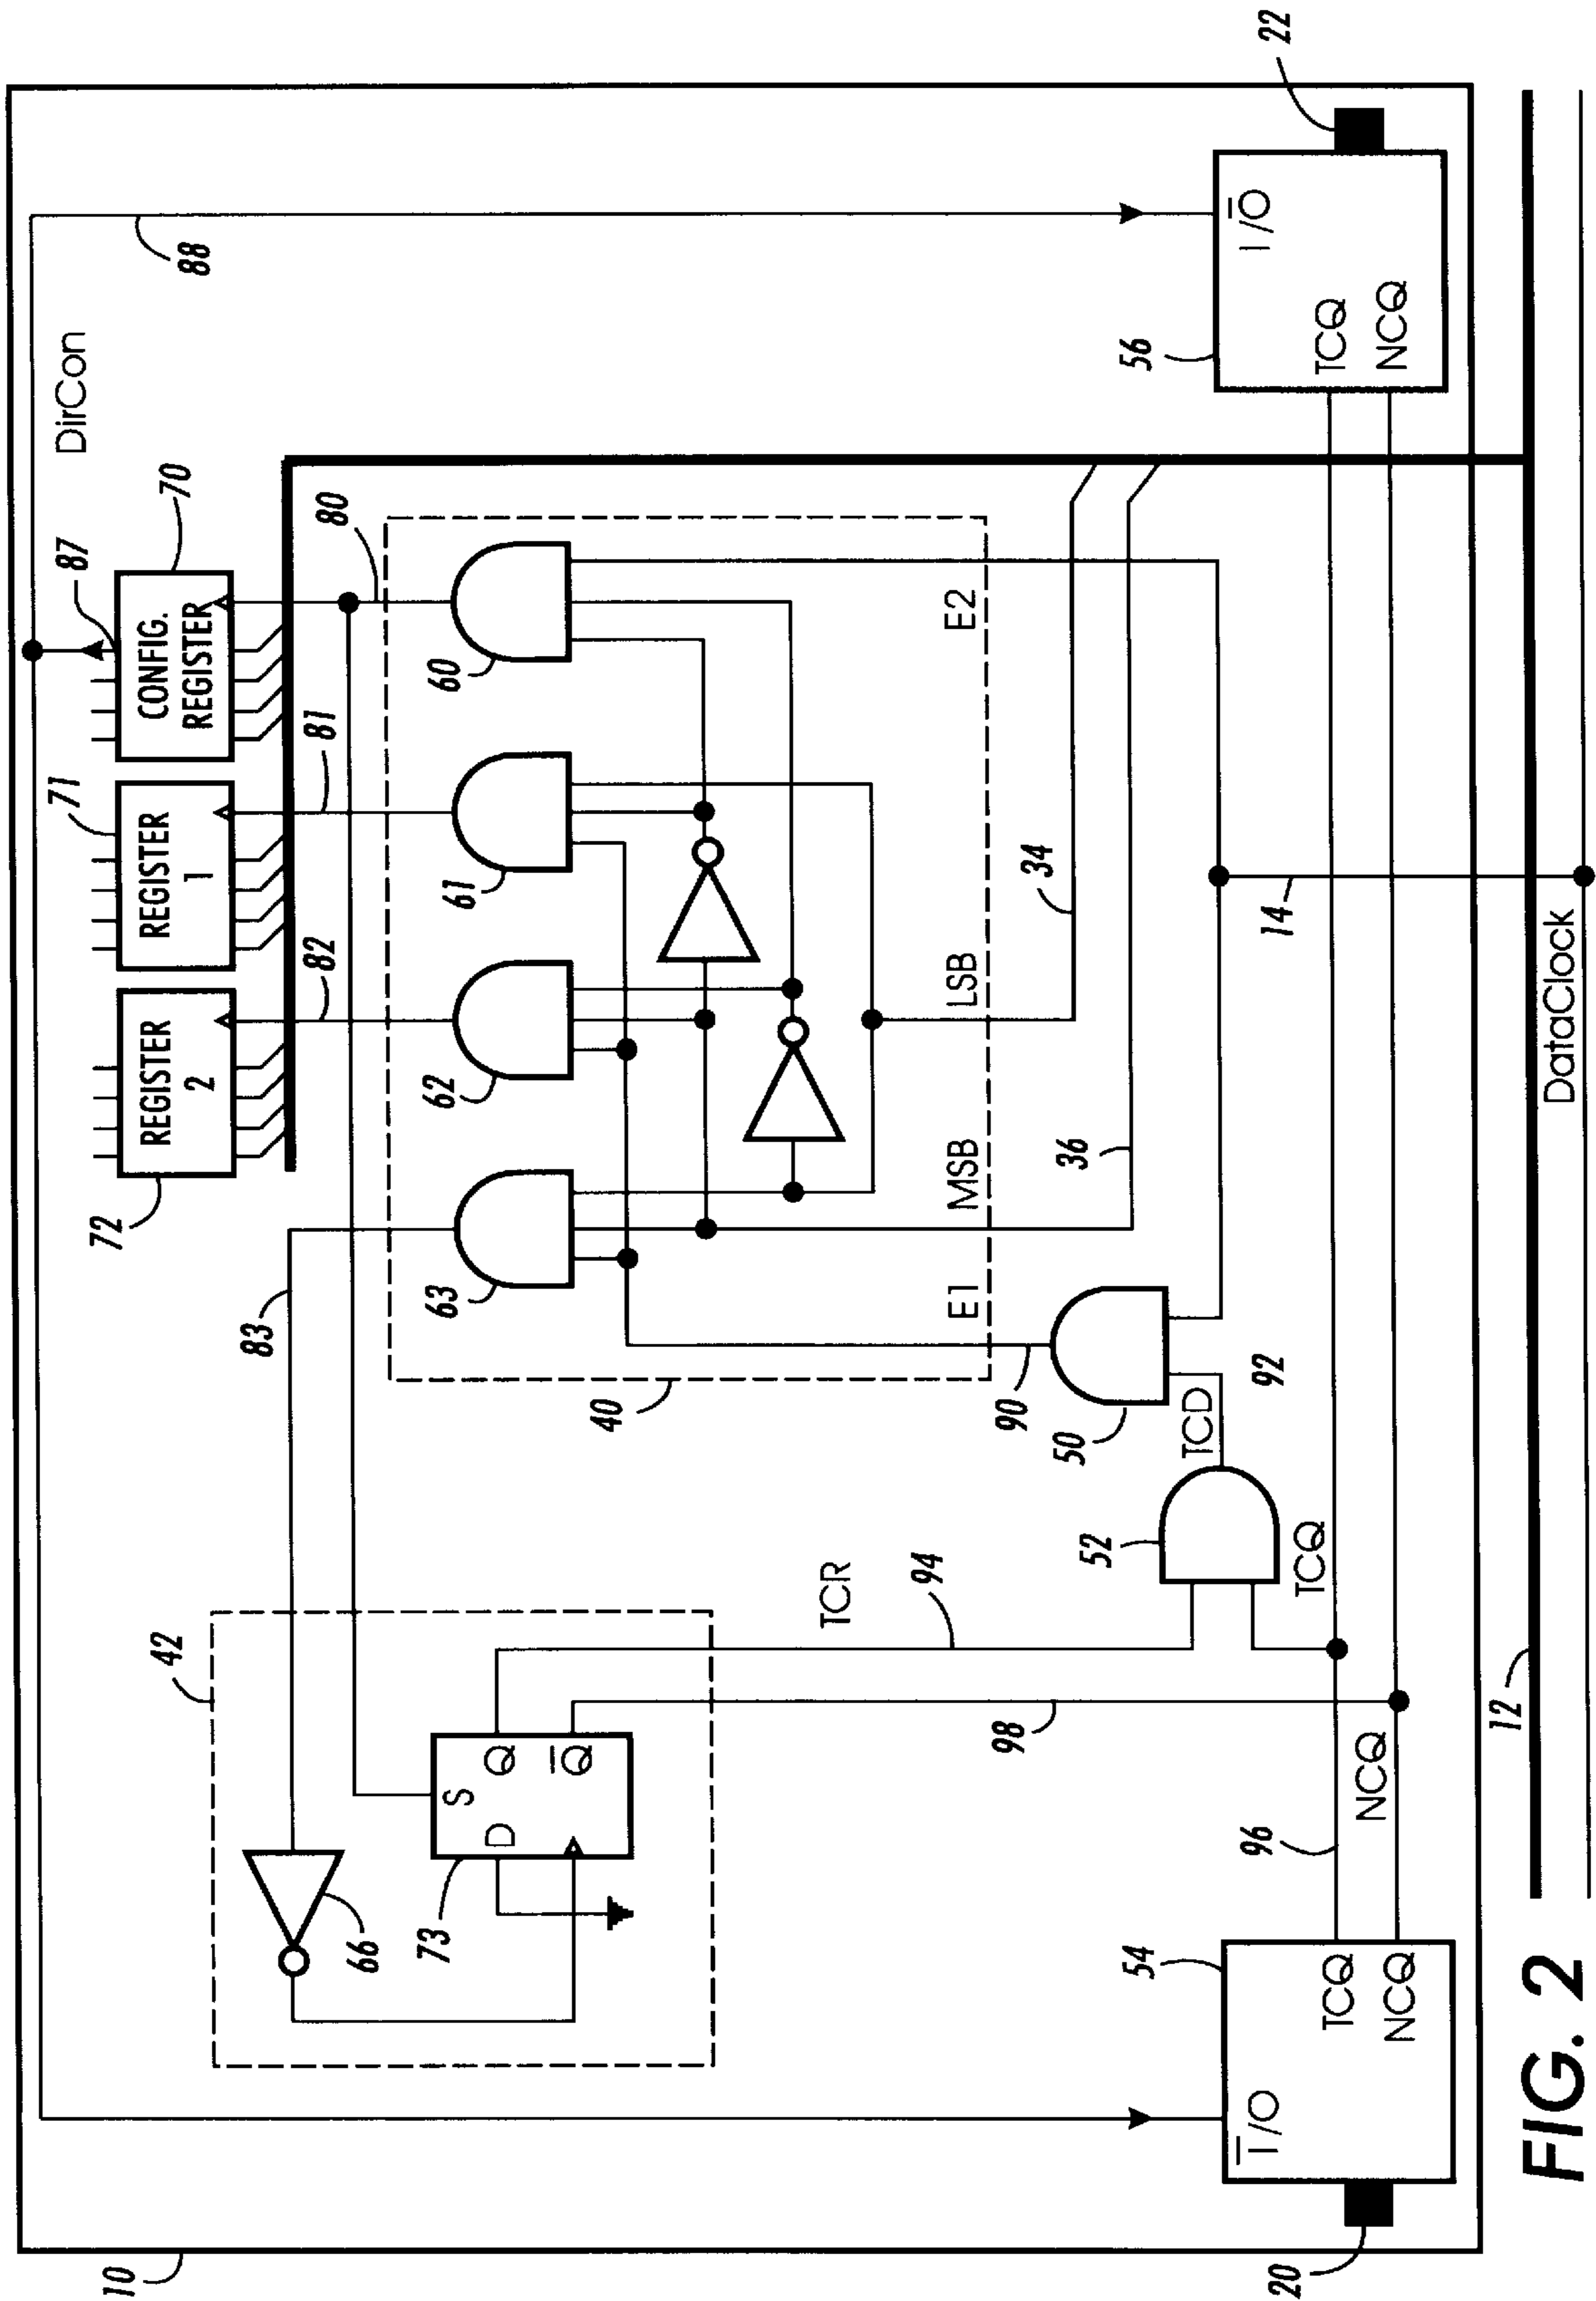 10
DirCon
88
87
70
CONFIG.
REGISTER
71
REGISTER
1
72
REGISTER
2
80
81
82
83
42
66
73
S
D
Q
Q̅
60
61
62
63
40
E1
MSB
LSB
E2
34
36
90
50
TCD
92
52
TCR
94
TCQ
98
NCQ
96
14
54
I̅/O
TCQ
NCQ
20
56
I/O̅
TCQ
NCQ
22
12
DataClock
FIG. 2